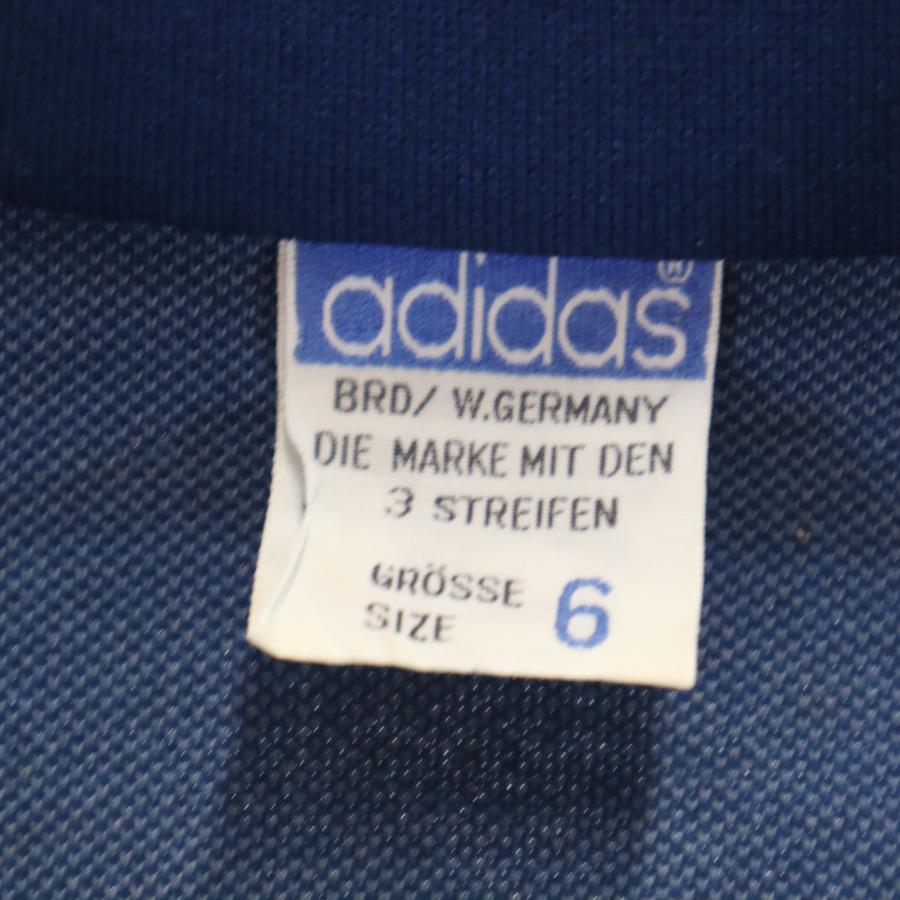 adidas®
BRD/ W.GERMANY
DIE MARKE MIT DEN
3 STREIFEN
GRÖSSE 6
SIZE